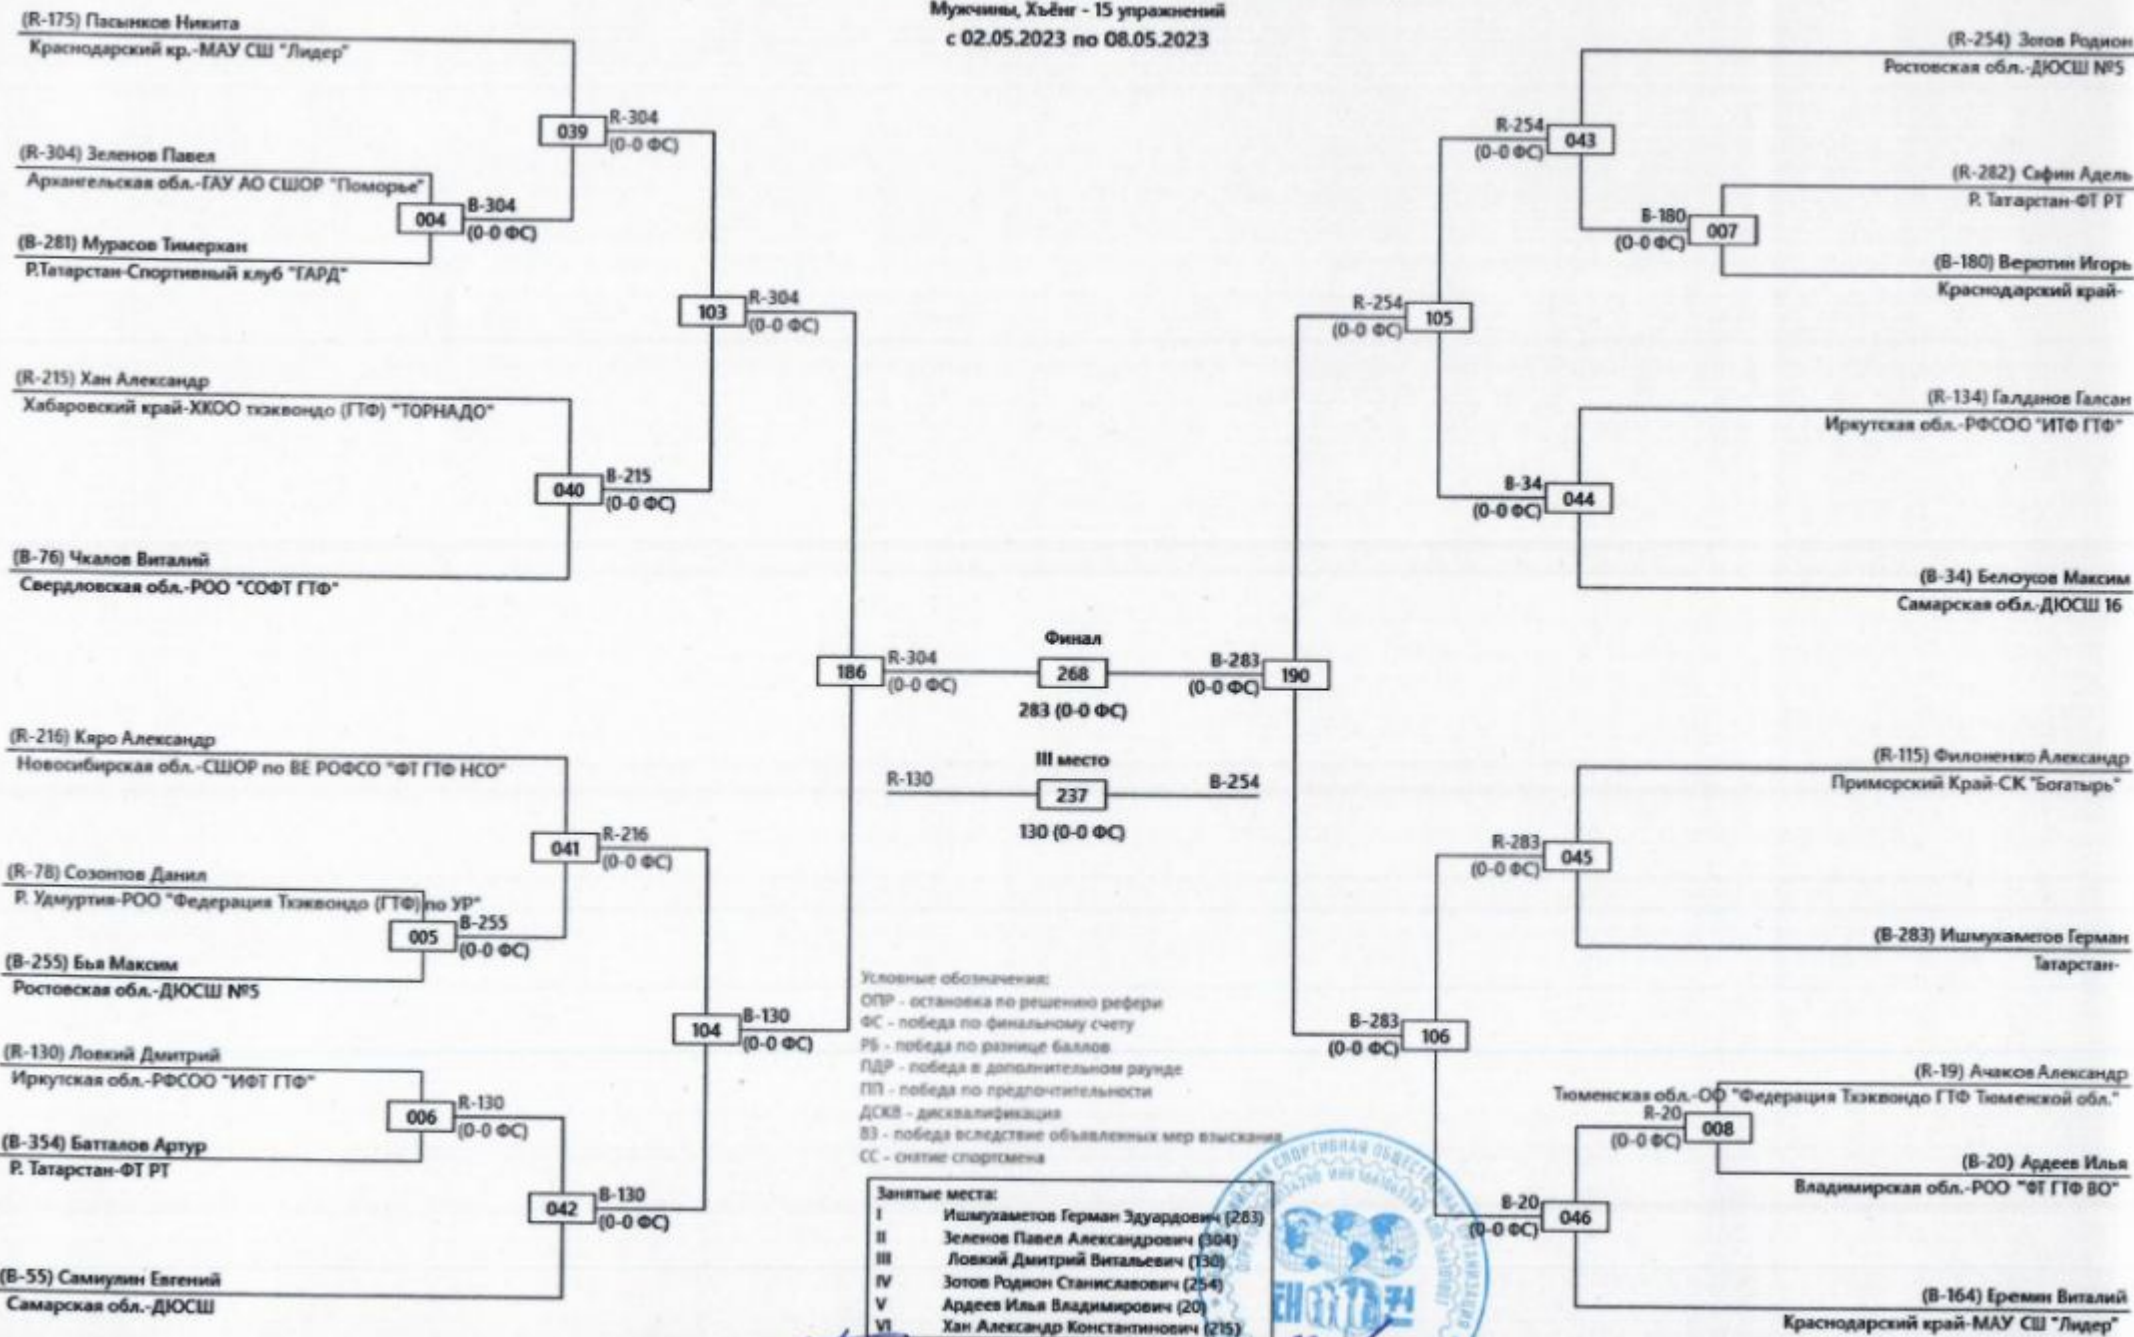 Мужчины, Хъёнг - 15 упражнений
с 02.05.2023 по 08.05.2023
(R-175) Пасынков Никита
Краснодарский кр.-МАУ СШ "Лидер"
039
R-304
(0-0 ФС)
(R-304) Зеленов Павел
Архангельская обл.-ГАУ АО СШОР "Поморье"
004
B-304
(0-0 ФС)
(B-281) Мурасов Тимерхан
Р.Татарстан-Спортивный клуб "ГАРД"
103
R-304
(0-0 ФС)
(R-215) Хан Александр
Хабаровский край-ХКОО тхэквондо (ГТФ) "ТОРНАДО"
040
B-215
(0-0 ФС)
(B-76) Чкалов Виталий
Свердловская обл.-РОО "СОФТ ГТФ"
186
R-304
(0-0 ФС)
(R-216) Кяро Александр
Новосибирская обл.-СШОР по ВЕ РОФСО "ФТ ГТФ НСО"
041
R-216
(0-0 ФС)
(R-78) Созонтов Данил
Р. Удмуртия-РОО "Федерация Тхэквондо (ГТФ) по УР"
005
B-255
(0-0 ФС)
(B-255) Бья Максим
Ростовская обл.-ДЮСШ №5
104
B-130
(0-0 ФС)
(R-130) Ловкий Дмитрий
Иркутская обл.-РФСОО "ИФТ ГТФ"
006
R-130
(0-0 ФС)
(B-354) Батталов Артур
Р. Татарстан-ФТ РТ
042
B-130
(0-0 ФС)
(B-55) Самиулин Евгений
Самарская обл.-ДЮСШ
Финал
268
283 (0-0 ФС)
III место
R-130
237
B-254
130 (0-0 ФС)
(R-254) Зотов Родион
Ростовская обл.-ДЮСШ №5
R-254
(0-0 ФС)
043
(R-282) Сафин Адель
Р. Татарстан-ФТ РТ
B-180
(0-0 ФС)
007
(B-180) Веротин Игорь
Краснодарский край-
R-254
(0-0 ФС)
105
(R-134) Галданов Галсан
Иркутская обл.-РФСОО "ИТФ ГТФ"
B-34
(0-0 ФС)
044
(B-34) Белоусов Максим
Самарская обл.-ДЮСШ 16
B-283
(0-0 ФС)
190
(R-115) Филоненко Александр
Приморский Край-СК "Богатырь"
R-283
(0-0 ФС)
045
(B-283) Ишмухаметов Герман
Татарстан-
B-283
(0-0 ФС)
106
(R-19) Ачаков Александр
Тюменская обл.-ОО "Федерация Тхэквондо ГТФ Тюменской обл."
R-20
(0-0 ФС)
008
(B-20) Ардеев Илья
Владимирская обл.-РОО "ФТ ГТФ ВО"
B-20
(0-0 ФС)
046
(B-164) Еремин Виталий
Краснодарский край-МАУ СШ "Лидер"
Условные обозначения:
ОПР - остановка по решению рефери
ФС - победа по финальному счету
РБ - победа по разнице баллов
ПДР - победа в дополнительном раунде
ПП - победа по предпочтительности
ДСКВ - дисквалификация
ВЗ - победа вследствие объявленных мер взыскания
СС - снятие спортсмена
Занятые места:
I Ишмухаметов Герман Эдуардович (283)
II Зеленов Павел Александрович (304)
III Ловкий Дмитрий Витальевич (130)
IV Зотов Родион Станиславович (254)
V Ардеев Илья Владимирович (20)
VI Хан Александр Константинович (215)
СПОРТИВНАЯ